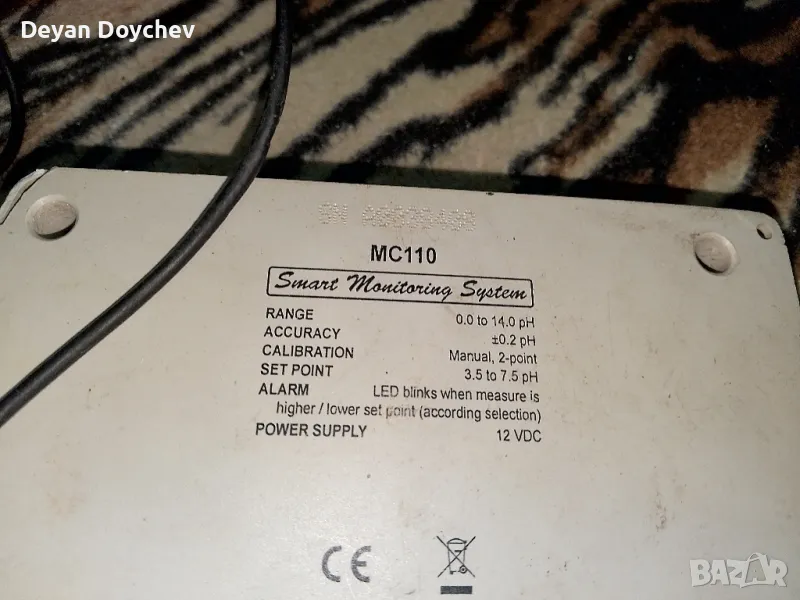 Deyan Doychev
SN
MC110
Smart Monitoring System
RANGE 0.0 to 14.0 pH
ACCURACY ±0.2 pH
CALIBRATION Manual, 2-point
SET POINT 3.5 to 7.5 pH
ALARM LED blinks when measure is
higher / lower set point (according selection)
POWER SUPPLY 12 VDC
CE
BAZAR